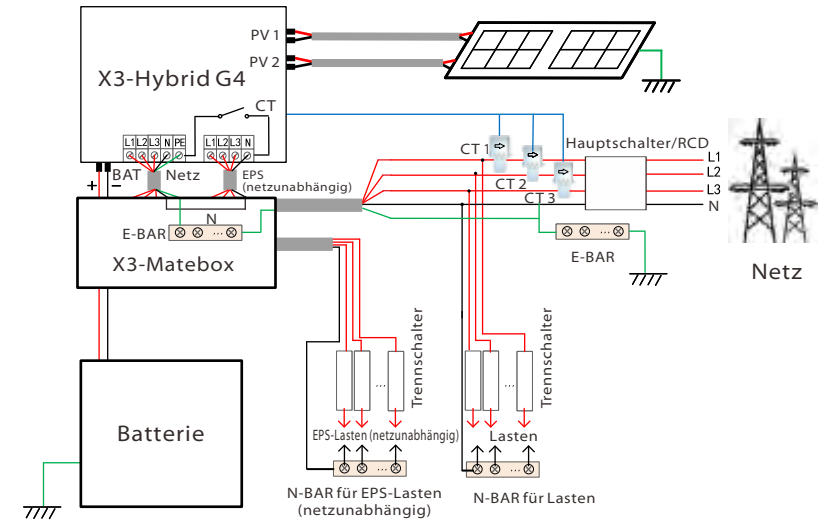 PV 1
PV 2
X3-Hybrid G4
CT
L1 L2 L3 N PE
L1 L2 L3 N
BAT
Netz
EPS
(netzunabhängig)
+
–
N
E-BAR
...
X3-Matebox
CT 1
CT 2
CT 3
Hauptschalter/RCD
L1
L2
L3
N
...
E-BAR
Netz
Batterie
...
Trennschalter
...
Trennschalter
EPS-Lasten (netzunabhängig)
Lasten
...
...
N-BAR für EPS-Lasten
(netzunabhängig)
N-BAR für Lasten